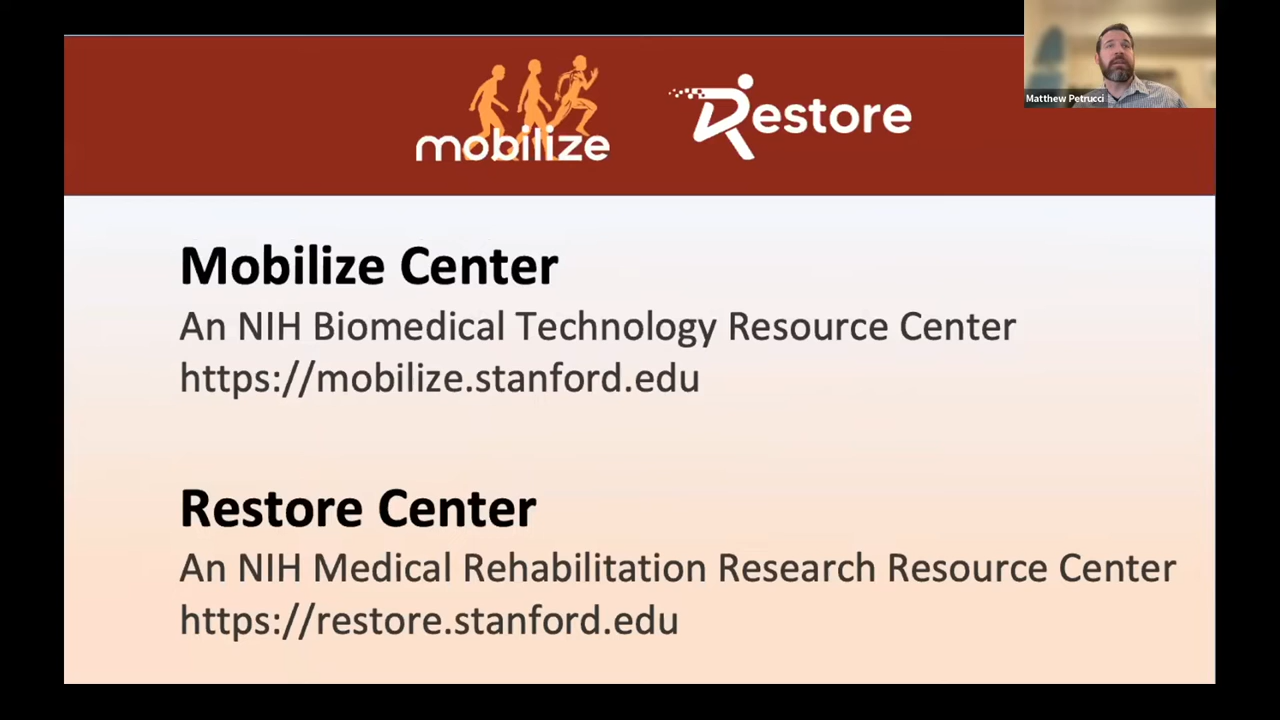 mobilize
Restore
Matthew Petrucci
Mobilize Center
An NIH Biomedical Technology Resource Center
https://mobilize.stanford.edu
Restore Center
An NIH Medical Rehabilitation Research Resource Center
https://restore.stanford.edu